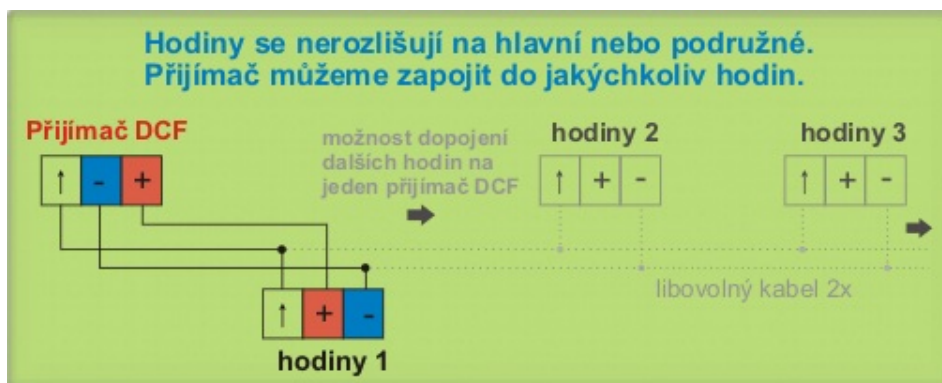 Hodiny se nerozlišují na hlavní nebo podružné.
Přijímač můžeme zapojit do jakýchkoliv hodin.
Přijímač DCF
↑ - +
možnost dopojení
dalších hodin na
jeden přijímač DCF
hodiny 2
↑ + -
hodiny 3
↑ + -
libovolný kabel 2x
↑ + -
hodiny 1